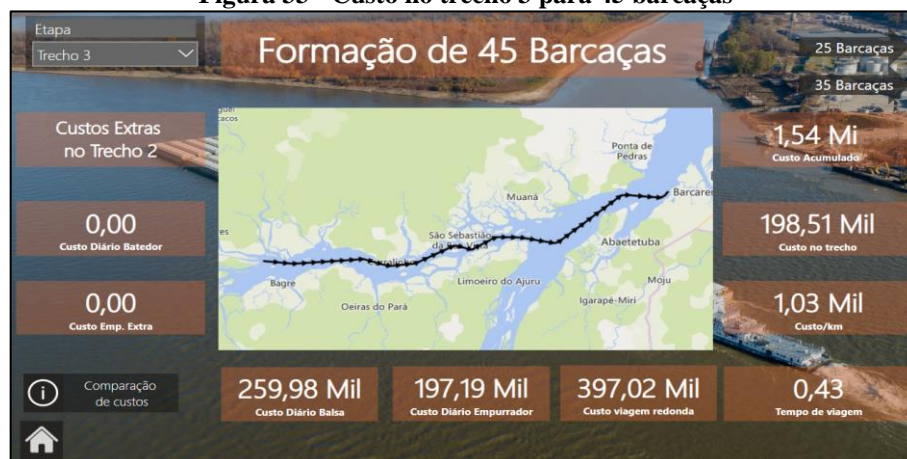 Figura 35 - Custo no trecho 3 para 45 barcaças
Etapa
Trecho 3
Formação de 45 Barcaças
25 Barcaças
35 Barcaças
Custos Extras
no Trecho 2
0,00
Custo Diário Batedor
0,00
Custo Emp. Extra
Ponta de
Pedras
Muaná
Barcaren
São Sebastião
Abaetetuba
Bagre
Limoeiro do Ajuru
Moju
Oeiras do Pará
Igarapé-Miri
1,54 Mi
Custo Acumulado
198,51 Mil
Custo no trecho
1,03 Mil
Custo/km
Comparação
de custos
259,98 Mil
Custo Diário Balsa
197,19 Mil
Custo Diário Empurrador
397,02 Mil
Custo viagem redonda
0,43
Tempo de viagem